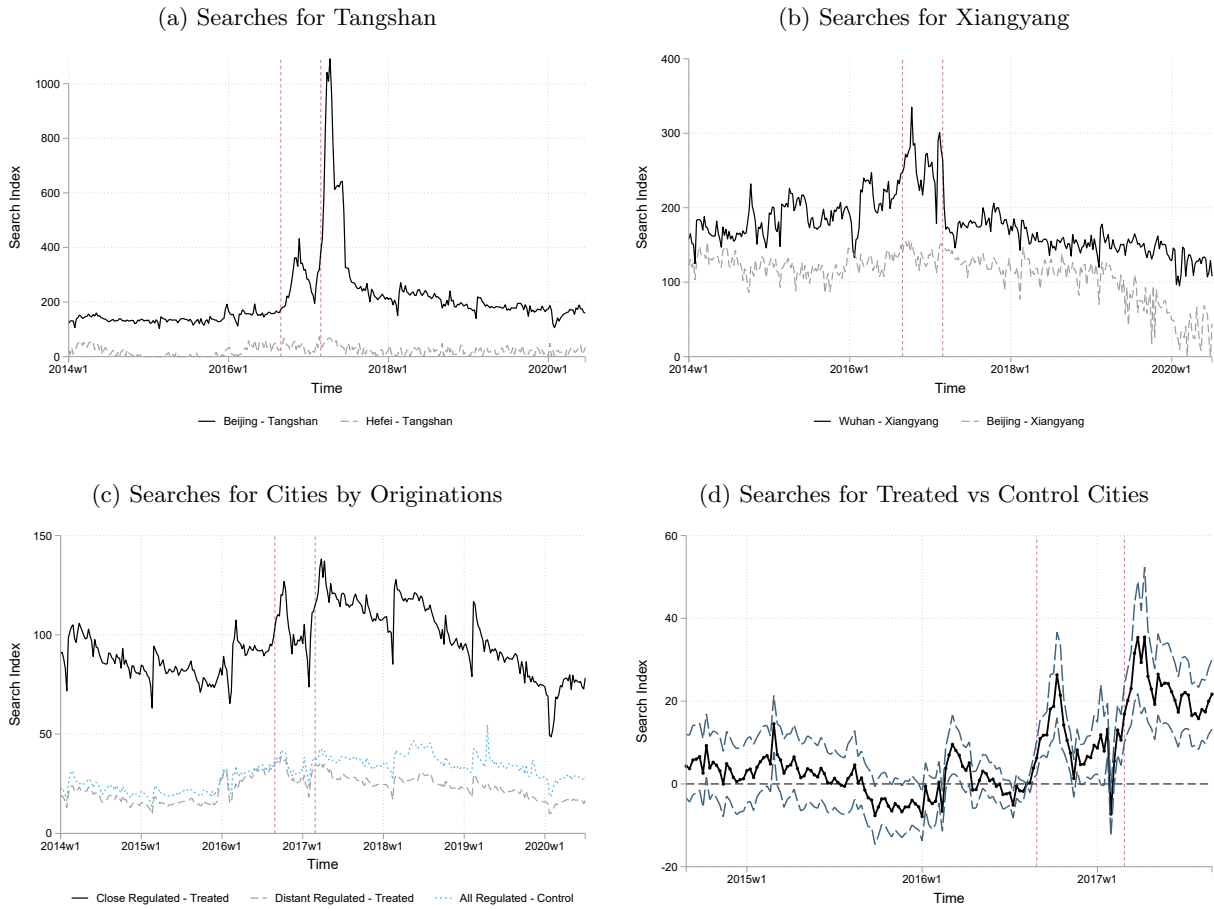 (a) Searches for Tangshan
Search Index
1000
800
600
400
200
0
2014w1 2016w1 2018w1 2020w1
Time
Beijing - Tangshan Hefei - Tangshan
(b) Searches for Xiangyang
Search Index
400
300
200
100
0
2014w1 2016w1 2018w1 2020w1
Time
Wuhan - Xiangyang Beijing - Xiangyang
(c) Searches for Cities by Originations
Search Index
150
100
50
0
2014w1 2015w1 2016w1 2017w1 2018w1 2019w1 2020w1
Time
Close Regulated - Treated Distant Regulated - Treated All Regulated - Control
(d) Searches for Treated vs Control Cities
Search Index
60
40
20
0
-20
2015w1 2016w1 2017w1
Time